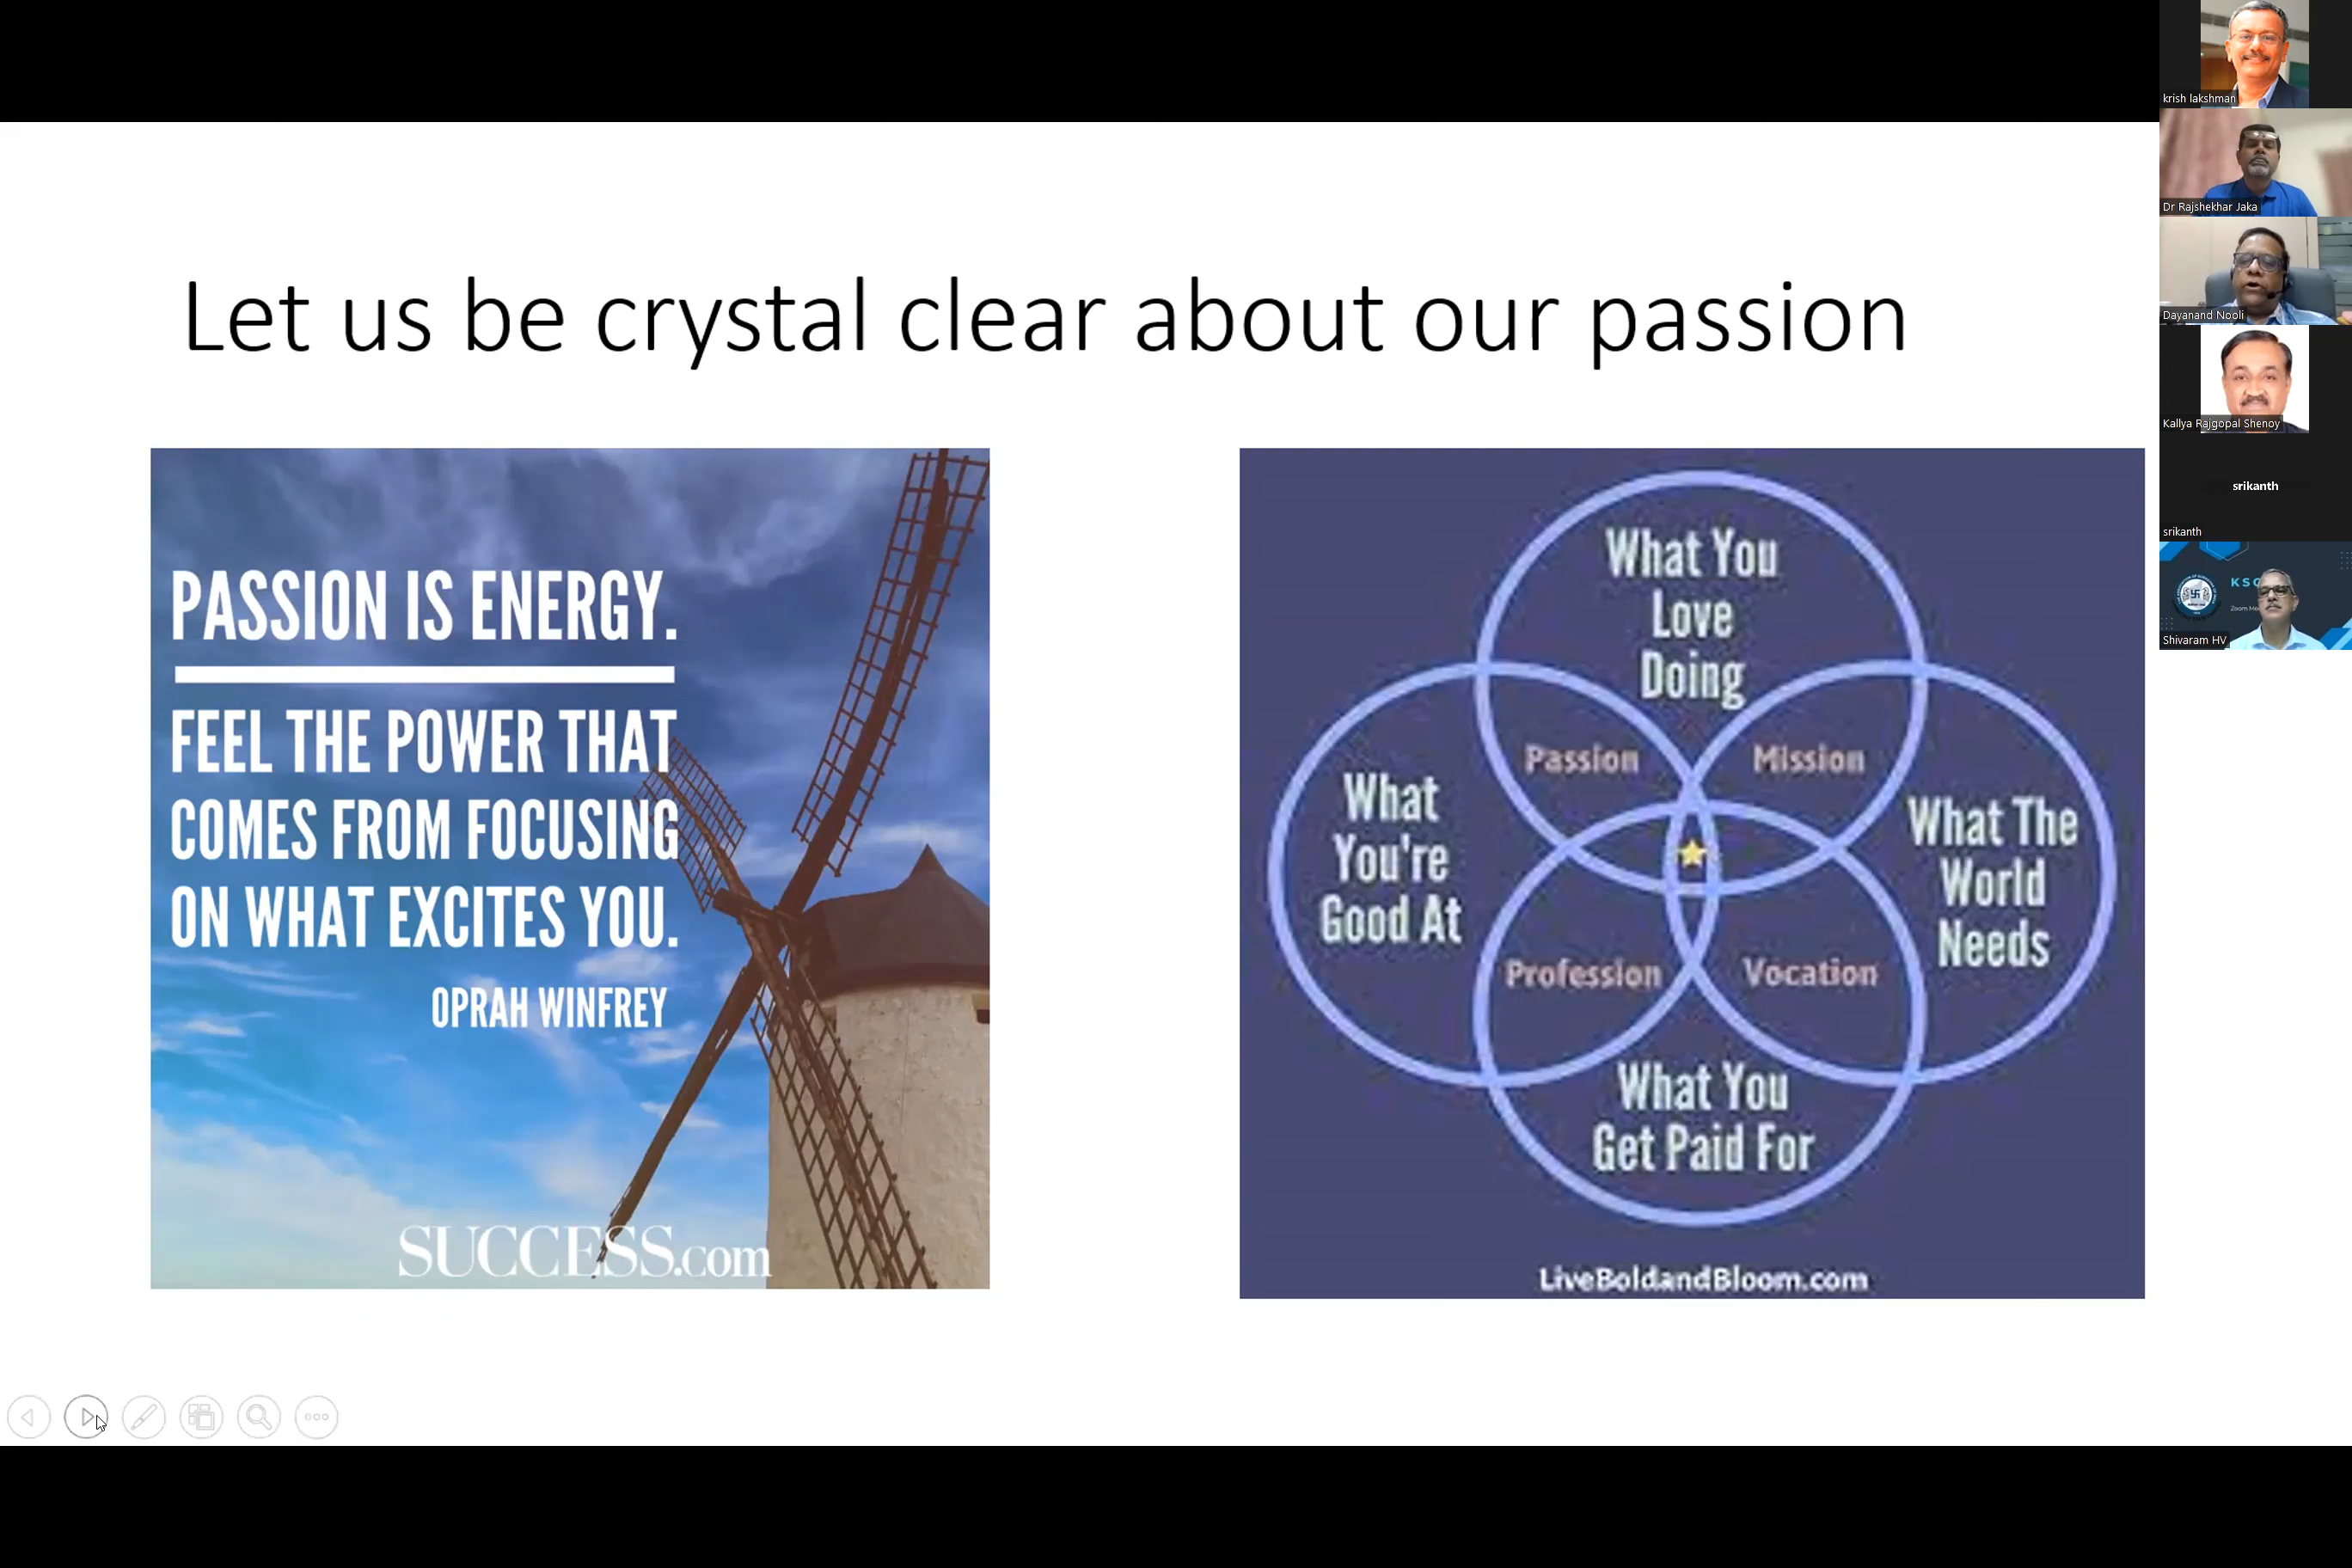 Let us be crystal clear about our passion
PASSION IS ENERGY.
FEEL THE POWER THAT
COMES FROM FOCUSING
ON WHAT EXCITES YOU.
OPRAH WINFREY
SUCCESS.com
What You
Love
Doing
Passion
Mission
What
You're
Good At
What The
World
Needs
Profession
Vocation
What You
Get Paid For
LiveBoldandBloom.com
krish lakshman
Dr Rajshekhar Jaka
Dayanand Nooli
Kallya Rajgopal Shenoy
srikanth
srikanth
Shivaram HV